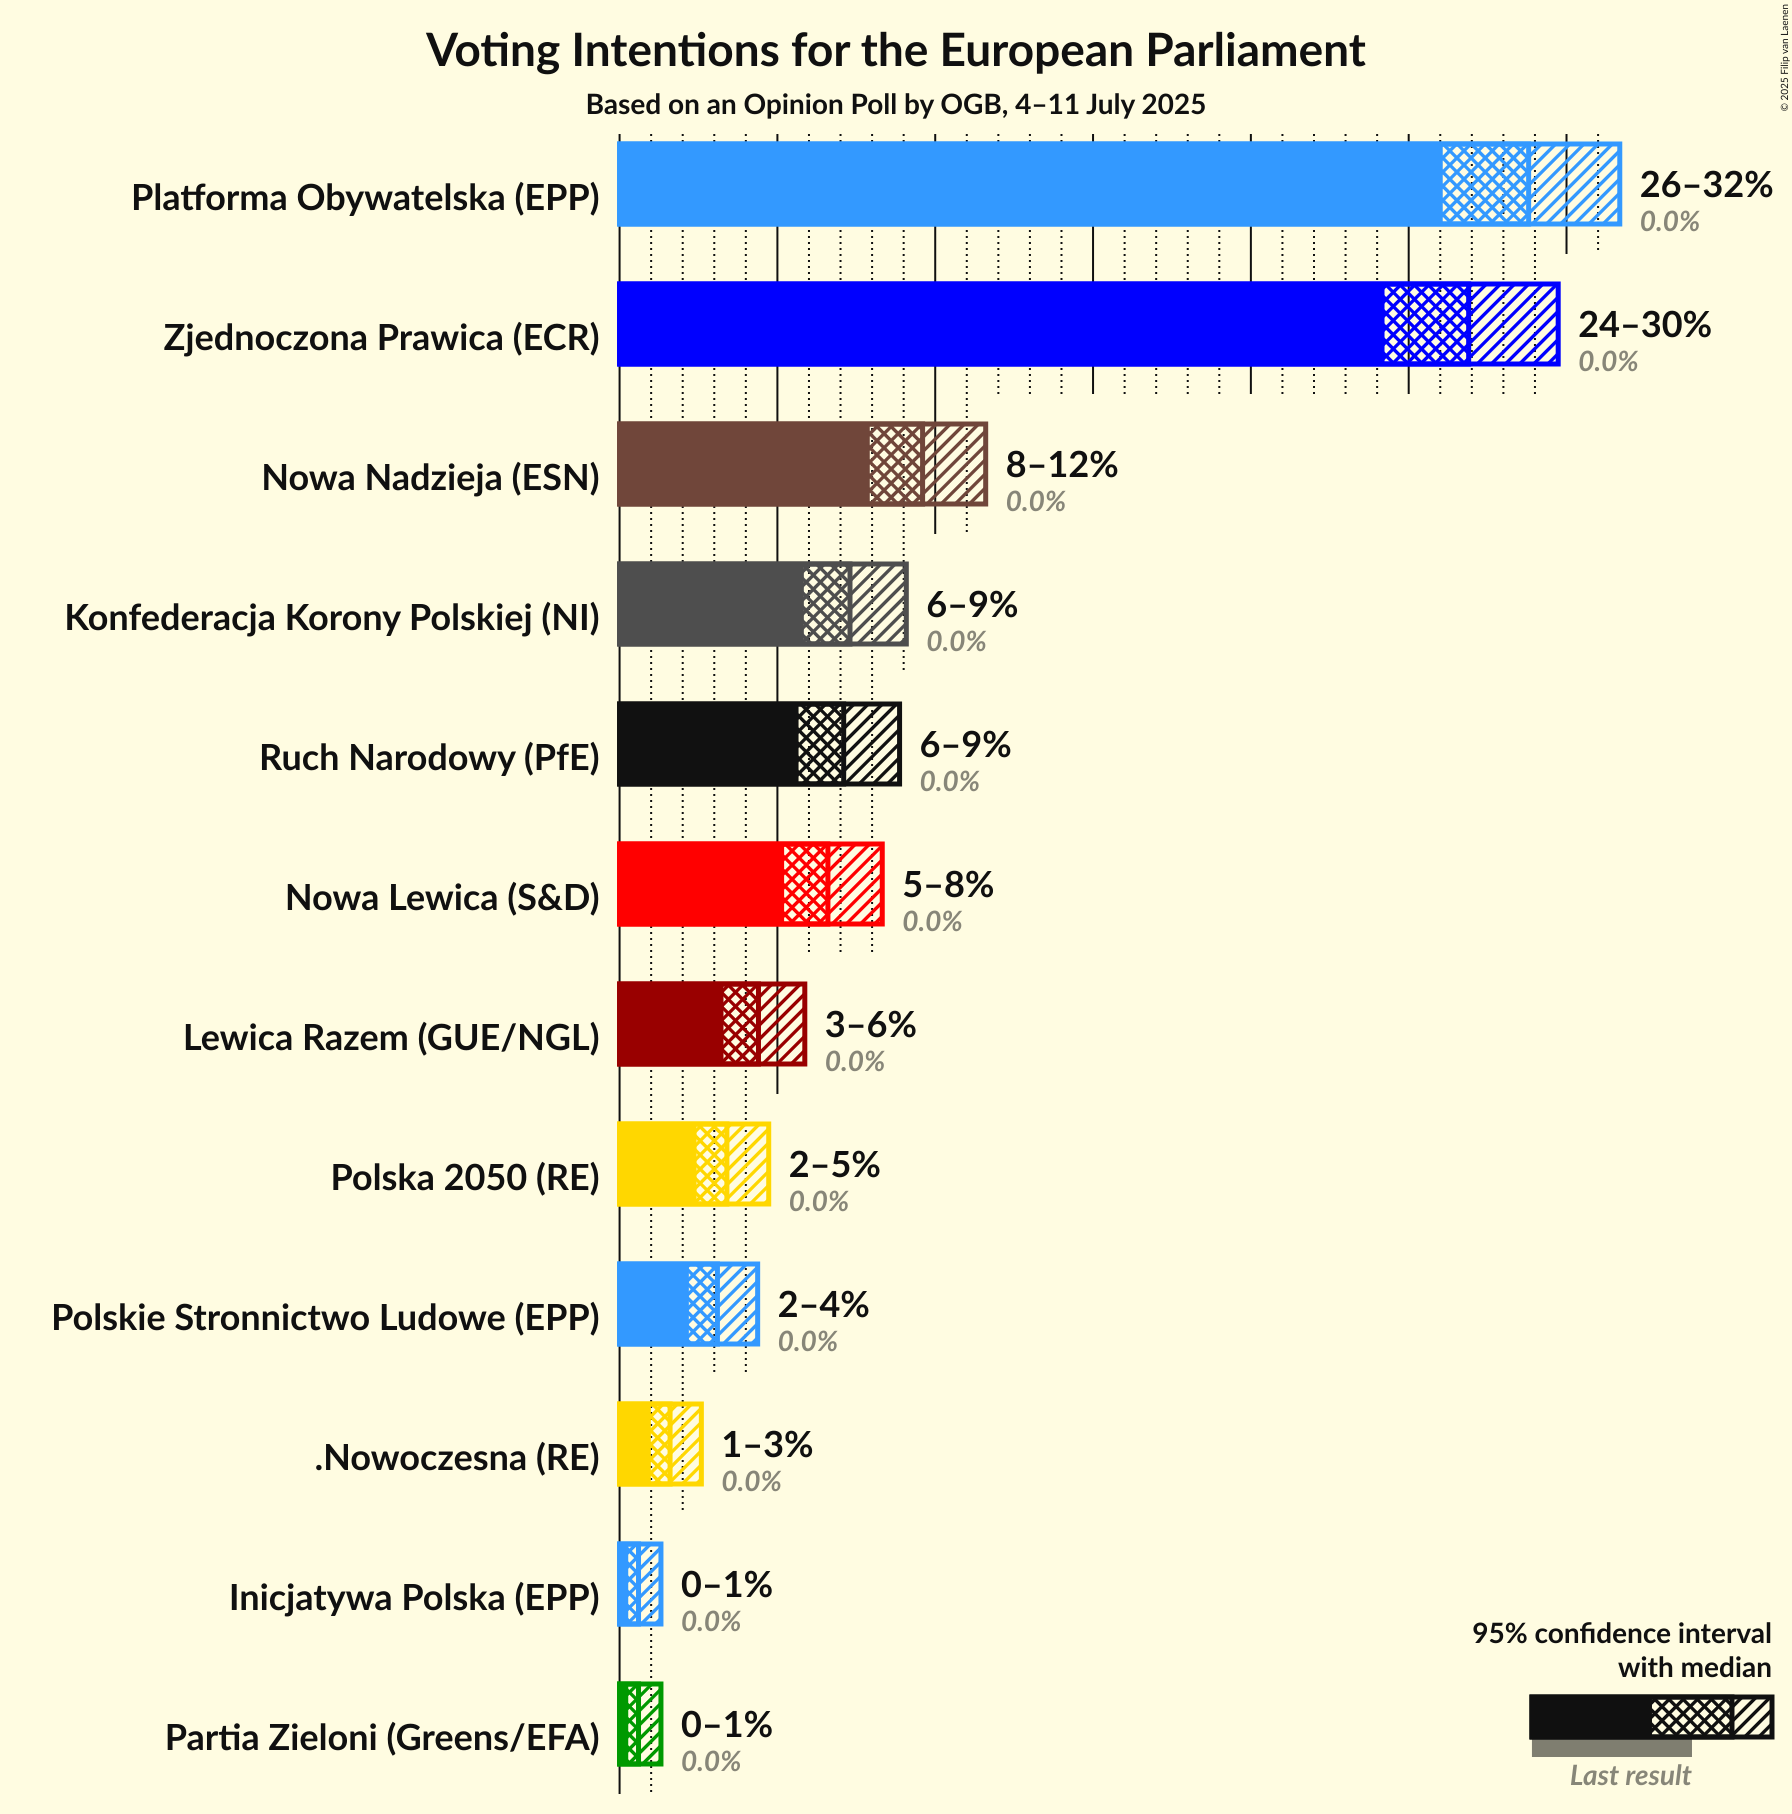 Voting Intentions for the European Parliament
Based on an Opinion Poll by OGB, 4–11 July 2025
© 2025 Filip van Laenen
Platforma Obywatelska (EPP)
26–32%
0.0%
Zjednoczona Prawica (ECR)
24–30%
0.0%
Nowa Nadzieja (ESN)
8–12%
0.0%
Konfederacja Korony Polskiej (NI)
6–9%
0.0%
Ruch Narodowy (PfE)
6–9%
0.0%
Nowa Lewica (S&D)
5–8%
0.0%
Lewica Razem (GUE/NGL)
3–6%
0.0%
Polska 2050 (RE)
2–5%
0.0%
Polskie Stronnictwo Ludowe (EPP)
2–4%
0.0%
.Nowoczesna (RE)
1–3%
0.0%
Inicjatywa Polska (EPP)
0–1%
0.0%
Partia Zieloni (Greens/EFA)
0–1%
0.0%
95% confidence interval
with median
Last result